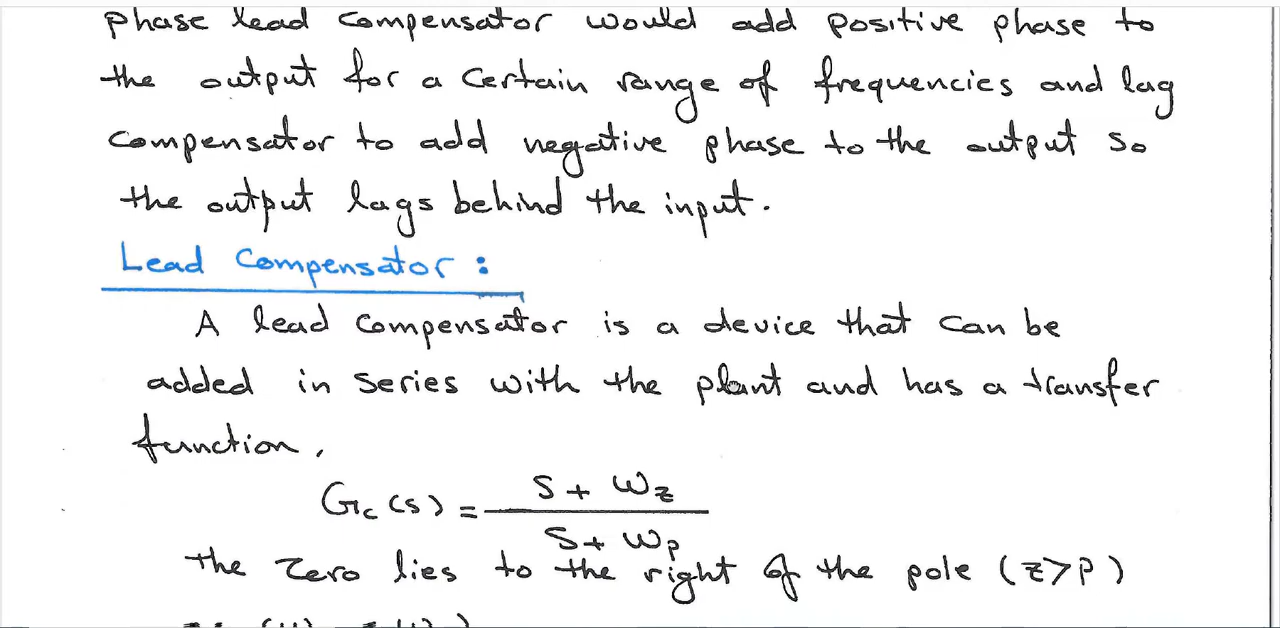 phase lead compensator would add positive phase to
the output for a certain range of frequencies and lag
compensator to add negative phase to the output so
the output lags behind the input.
Lead Compensator:
A lead compensator is a device that can be
added in series with the plant and has a transfer
function,
Gc(s) = (s + ωz) / (s + ωp)
the zero lies to the right of the pole (z>p)